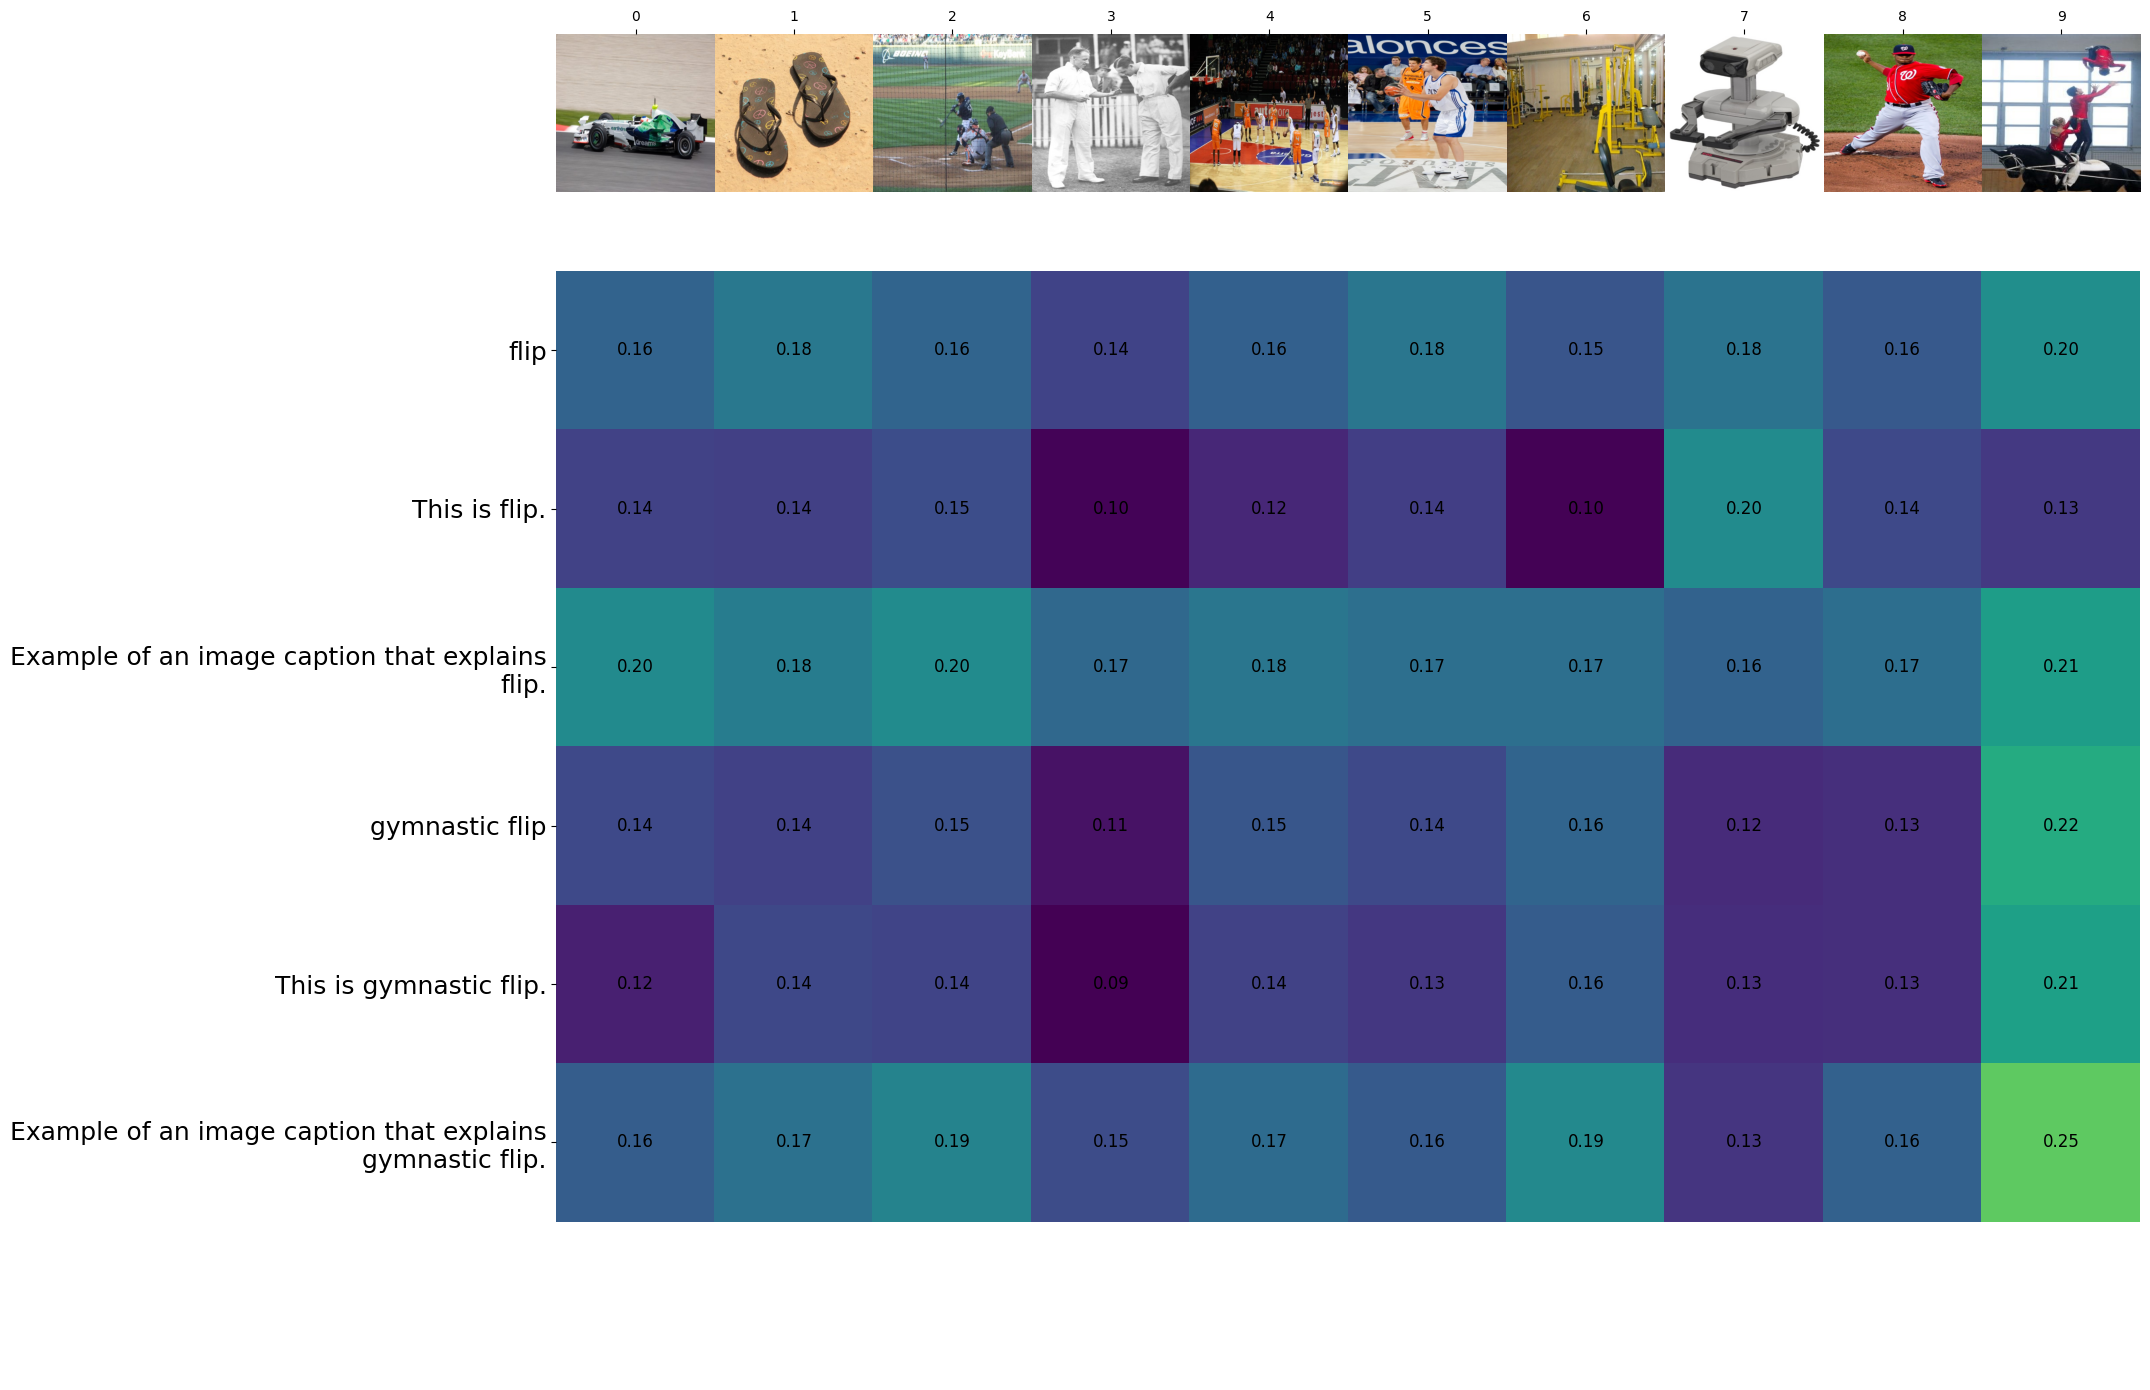 0 1 2 3 4 5 6 7 8 9
BOEING
alonces
W
SEGURO
flip 0.16 0.18 0.16 0.14 0.16 0.18 0.15 0.18 0.16 0.20
This is flip. 0.14 0.14 0.15 0.10 0.12 0.14 0.10 0.20 0.14 0.13
Example of an image caption that explains
flip. 0.20 0.18 0.20 0.17 0.18 0.17 0.17 0.16 0.17 0.21
gymnastic flip 0.14 0.14 0.15 0.11 0.15 0.14 0.16 0.12 0.13 0.22
This is gymnastic flip. 0.12 0.14 0.14 0.09 0.14 0.13 0.16 0.13 0.13 0.21
Example of an image caption that explains
gymnastic flip. 0.16 0.17 0.19 0.15 0.17 0.16 0.19 0.13 0.16 0.25